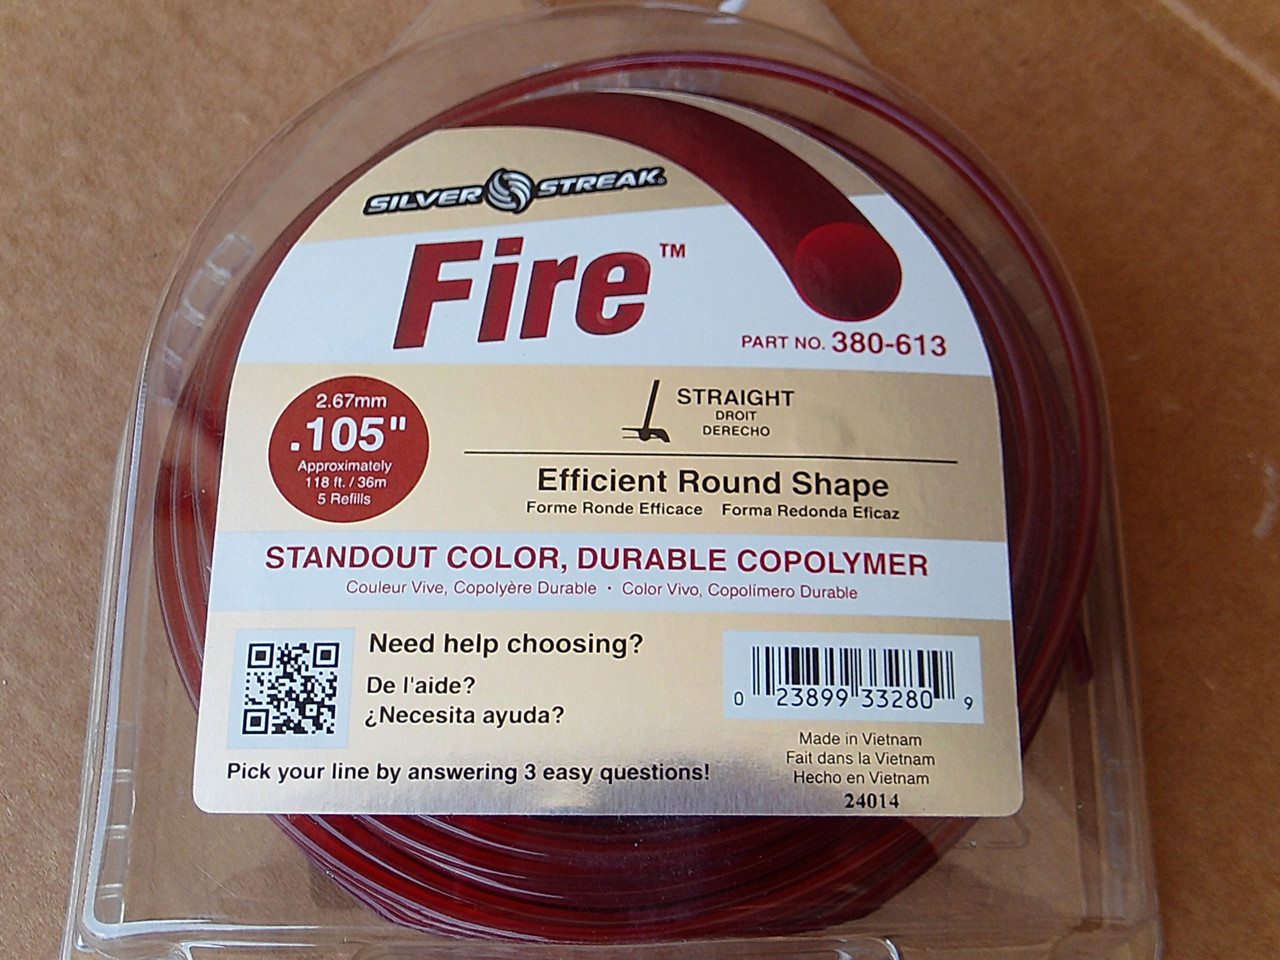 SILVER STREAK®
Fire™
PART NO. 380-613
2.67mm
.105"
Approximately
118 ft. / 36m
5 Refills
STRAIGHT
DROIT
DERECHO
Efficient Round Shape
Forme Ronde Efficace Forma Redonda Eficaz
STANDOUT COLOR, DURABLE COPOLYMER
Couleur Vive, Copolyère Durable • Color Vivo, Copolímero Durable
Need help choosing?
De l'aide?
¿Necesita ayuda?
Pick your line by answering 3 easy questions!
0 23899 33280 9
Made in Vietnam
Fait dans la Vietnam
Hecho en Vietnam
24014